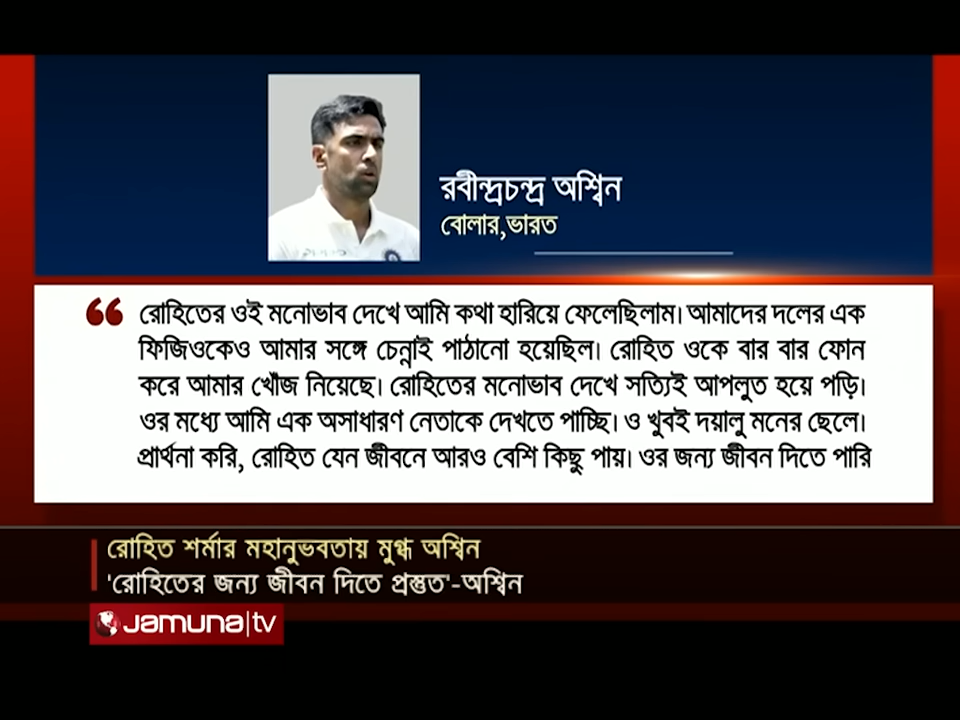 রবীন্দ্রচন্দ্র অশ্বিন
বোলার,ভারত
“ রোহিতের ওই মনোভাব দেখে আমি কথা হারিয়ে ফেলেছিলাম। আমাদের দলের এক
ফিজিওকেও আমার সঙ্গে চেন্নাই পাঠানো হয়েছিল। রোহিত ওকে বার বার ফোন
করে আমার খোঁজ নিয়েছে। রোহিতের মনোভাব দেখে সত্যিই আপলুত হয়ে পড়ি।
ওর মধ্যে আমি এক অসাধারণ নেতাকে দেখতে পাচ্ছি। ও খুবই দয়ালু মনের ছেলে।
প্রার্থনা করি, রোহিত যেন জীবনে আরও বেশি কিছু পায়। ওর জন্য জীবন দিতে পারি
রোহিত শর্মার মহানুভবতায় মুগ্ধ অশ্বিন
'রোহিতের জন্য জীবন দিতে প্রস্তুত'-অশ্বিন
Jamuna|tv